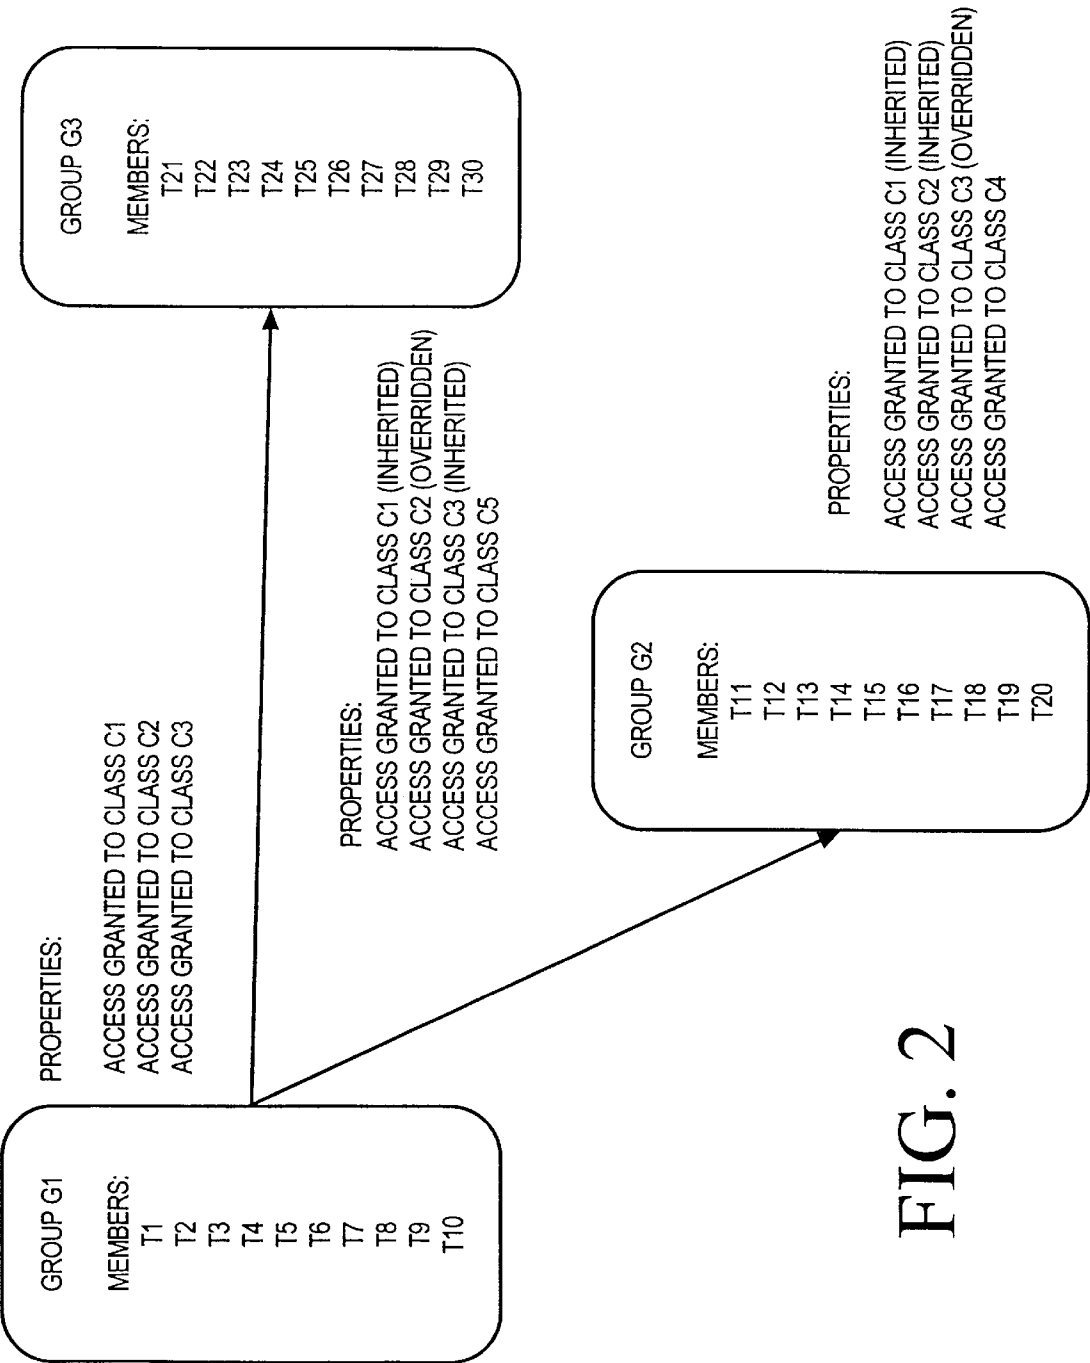 GROUP G1
MEMBERS:
T1
T2
T3
T4
T5
T6
T7
T8
T9
T10
PROPERTIES:
ACCESS GRANTED TO CLASS C1
ACCESS GRANTED TO CLASS C2
ACCESS GRANTED TO CLASS C3
GROUP G3
MEMBERS:
T21
T22
T23
T24
T25
T26
T27
T28
T29
T30
PROPERTIES:
ACCESS GRANTED TO CLASS C1 (INHERITED)
ACCESS GRANTED TO CLASS C2 (OVERRIDDEN)
ACCESS GRANTED TO CLASS C3 (INHERITED)
ACCESS GRANTED TO CLASS C5
GROUP G2
MEMBERS:
T11
T12
T13
T14
T15
T16
T17
T18
T19
T20
PROPERTIES:
ACCESS GRANTED TO CLASS C1 (INHERITED)
ACCESS GRANTED TO CLASS C2 (INHERITED)
ACCESS GRANTED TO CLASS C3 (OVERRIDDEN)
ACCESS GRANTED TO CLASS C4
FIG. 2